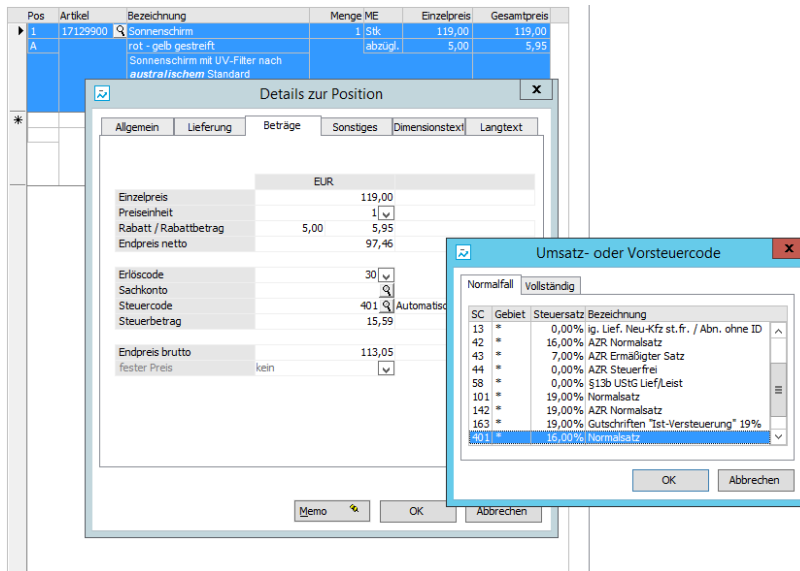 Pos Artikel Bezeichnung Menge ME Einzelpreis Gesamtpreis
1 17129900 Sonnenschirm 1 Stk 119,00 119,00
A rot - gelb gestreift abzügl. 5,00 5,95
Sonnenschirm mit UV-Filter nach
australischem Standard
Details zur Position
Allgemein Lieferung Beträge Sonstiges Dimensionstext Langtext
EUR
Einzelpreis 119,00
Preiseinheit 1
Rabatt / Rabattbetrag 5,00 5,95
Endpreis netto 97,46
Erlöscode 30
Sachkonto
Steuercode 401 Automatisc
Steuerbetrag 15,59
Endpreis brutto 113,05
fester Preis kein
Memo OK Abbrechen
Umsatz- oder Vorsteuercode
Normalfall Vollständig
SC Gebiet Steuersatz Bezeichnung
13 * 0,00% ig. Lief. Neu-Kfz st.fr. / Abn. ohne ID
42 * 16,00% AZR Normalsatz
43 * 7,00% AZR Ermäßigter Satz
44 * 0,00% AZR Steuerfrei
58 * 0,00% §13b UStG Lief/Leist
101 * 19,00% Normalsatz
142 * 19,00% AZR Normalsatz
163 * 19,00% Gutschriften "Ist-Versteuerung" 19%
401 * 16,00% Normalsatz
OK Abbrechen